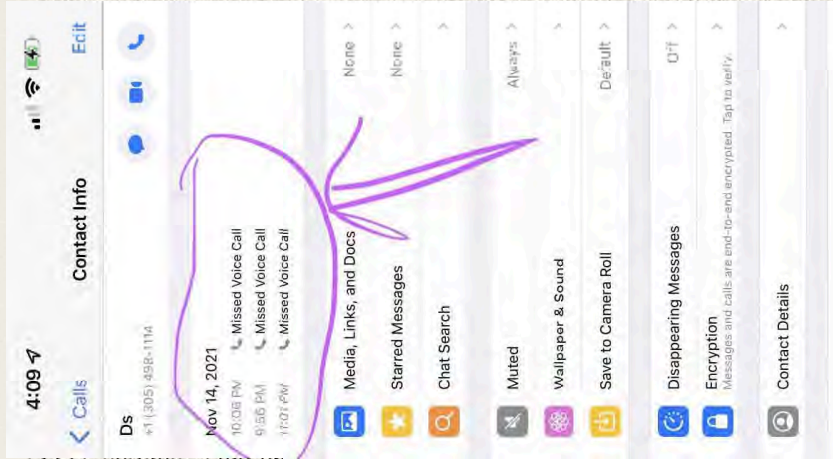 4:09
Calls
Contact Info
Edit
Ds
+1 (305) 498-1114
Nov 14, 2021
10:06 PM Missed Voice Call
9:56 PM Missed Voice Call
PM Missed Voice Call
Media, Links, and Docs None
Starred Messages None
Chat Search
Muted Always
Wallpaper & Sound
Save to Camera Roll Default
Disappearing Messages Off
Encryption
Messages and calls are end-to-end encrypted. Tap to verify.
Contact Details